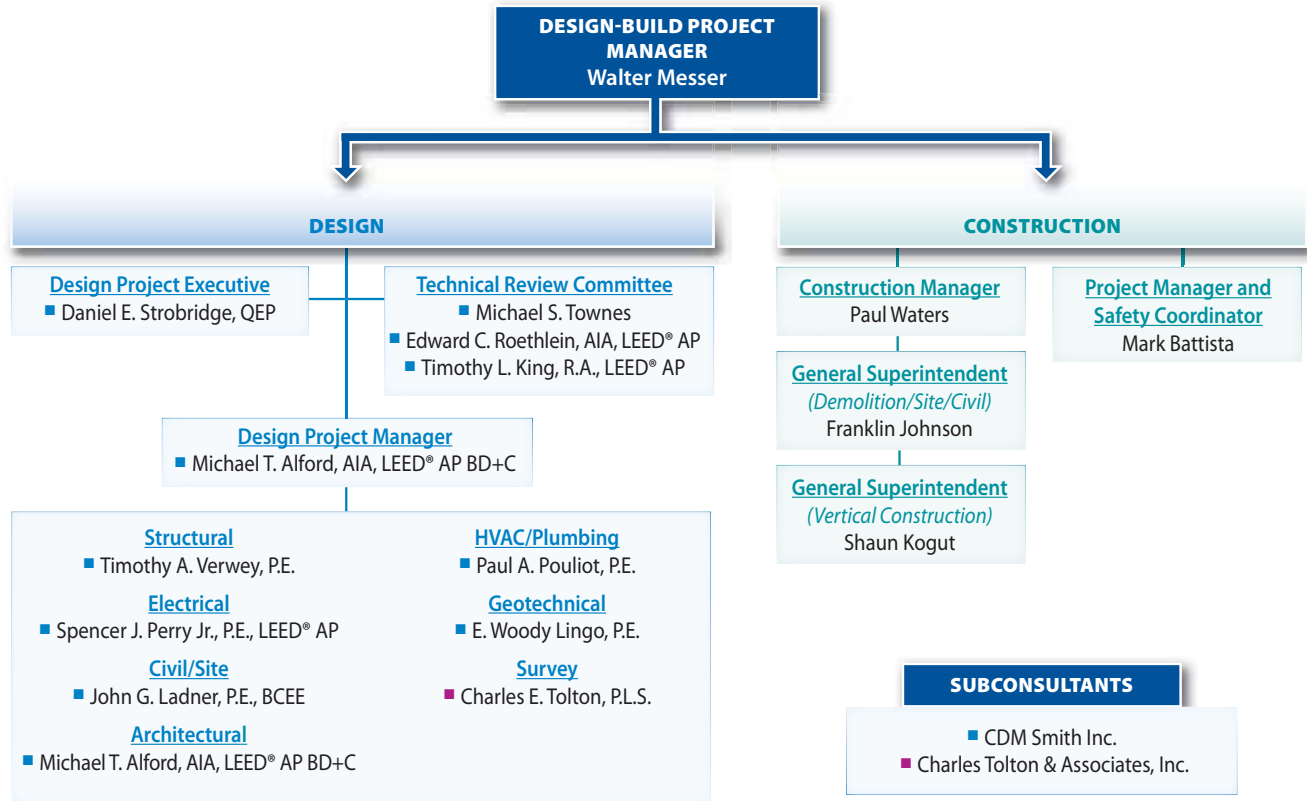 DESIGN-BUILD PROJECT
MANAGER
Walter Messer
DESIGN
Design Project Executive
■ Daniel E. Strobridge, QEP
Technical Review Committee
■ Michael S. Townes
■ Edward C. Roethlein, AIA, LEED® AP
■ Timothy L. King, R.A., LEED® AP
Design Project Manager
■ Michael T. Alford, AIA, LEED® AP BD+C
Structural
■ Timothy A. Verwey, P.E.
Electrical
■ Spencer J. Perry Jr., P.E., LEED® AP
Civil/Site
■ John G. Ladner, P.E., BCEE
Architectural
■ Michael T. Alford, AIA, LEED® AP BD+C
HVAC/Plumbing
■ Paul A. Pouliot, P.E.
Geotechnical
■ E. Woody Lingo, P.E.
Survey
■ Charles E. Tolton, P.L.S.
CONSTRUCTION
Construction Manager
Paul Waters
General Superintendent
(Demolition/Site/Civil)
Franklin Johnson
General Superintendent
(Vertical Construction)
Shaun Kogut
Project Manager and
Safety Coordinator
Mark Battista
SUBCONSULTANTS
■ CDM Smith Inc.
■ Charles Tolton & Associates, Inc.